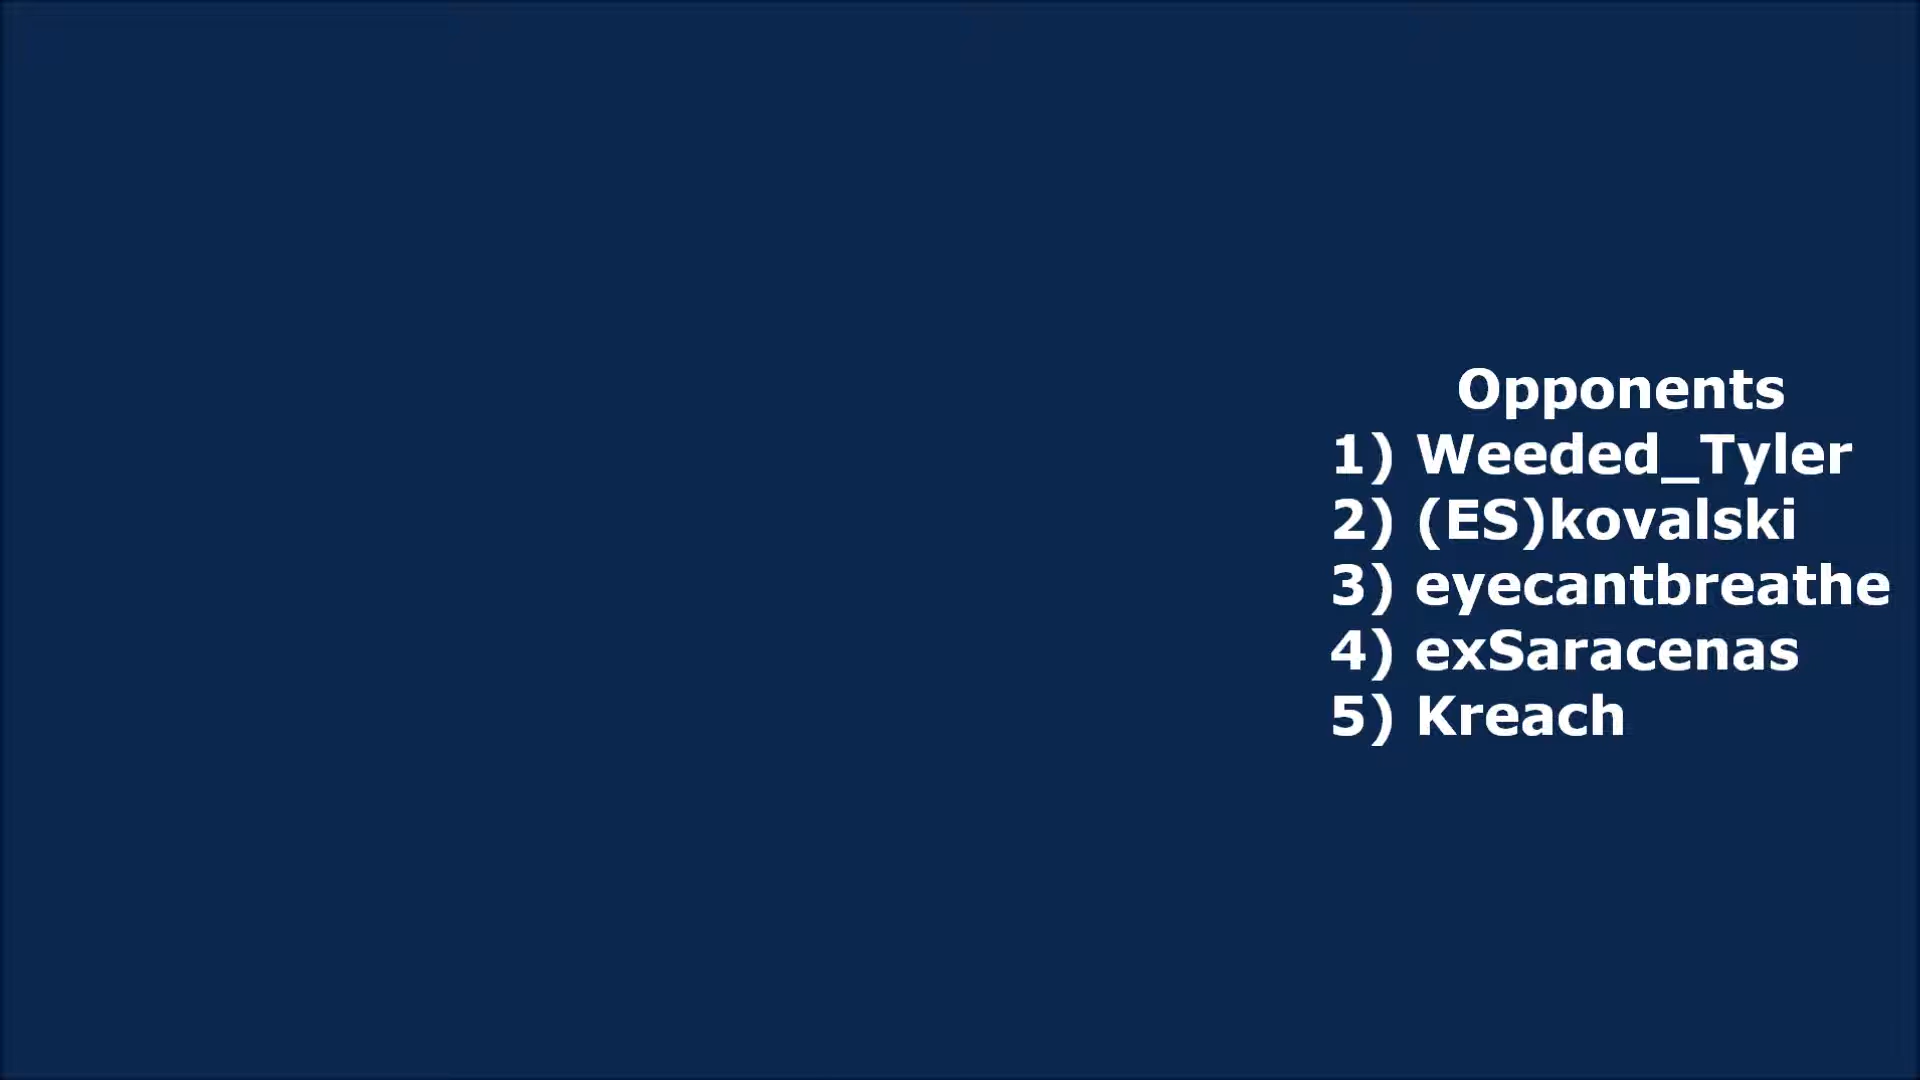 Opponents
1) Weeded_Tyler
2) (ES)kovalski
3) eyecantbreathe
4) exSaracenas
5) Kreach